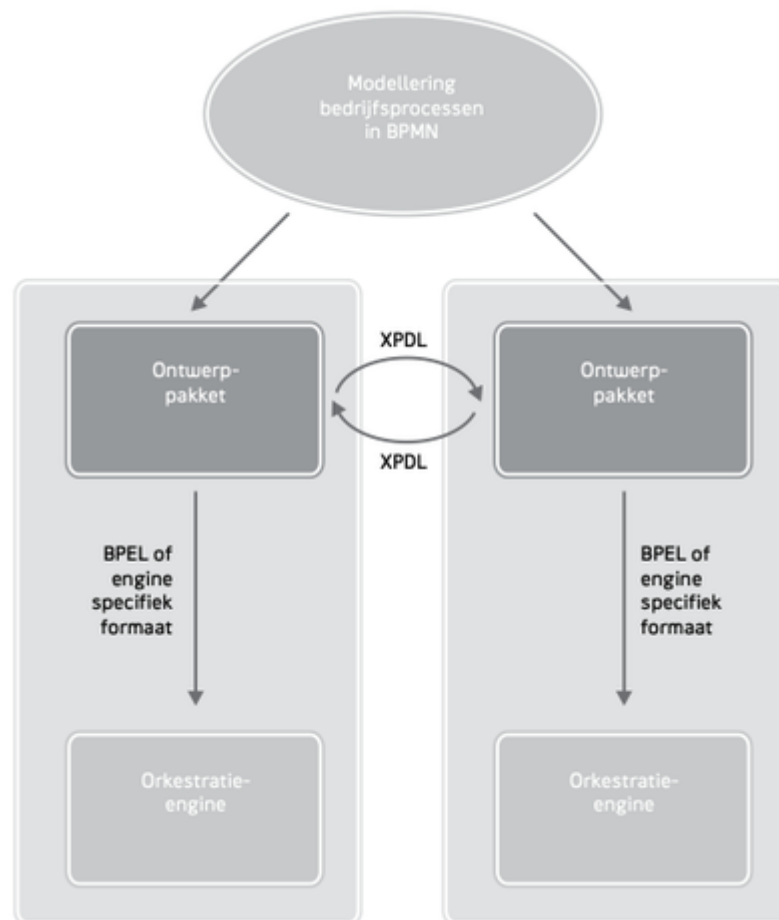 Modellering
bedrijfsprocessen
in BPMN
XPDL
Ontwerp-
pakket
Ontwerp-
pakket
XPDL
BPEL of
engine
specifiek
formaat
BPEL of
engine
specifiek
formaat
Orkestratie-
engine
Orkestratie-
engine